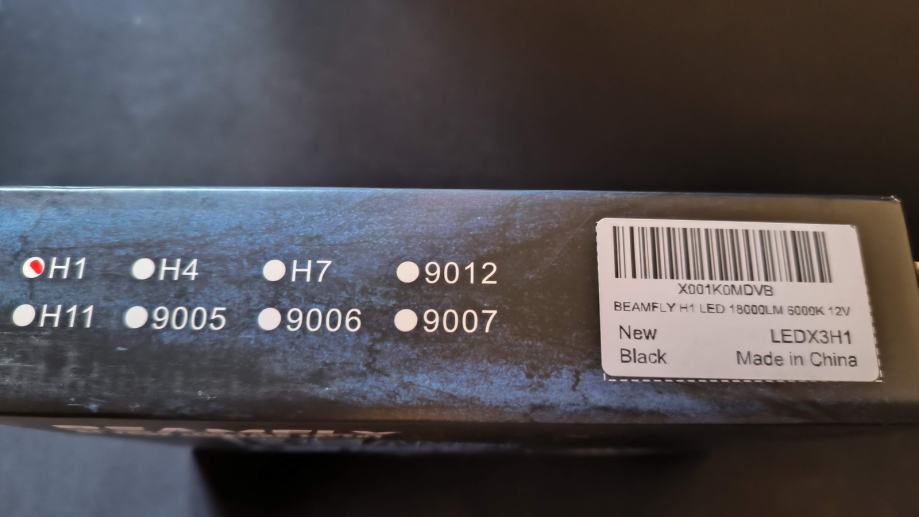 H1 H4 H7 9012
H11 9005 9006 9007
X001K0MDVB
BEAMFLY H1 LED 18000LM 6000K 12V
New LEDX3H1
Black Made in China
BEAMFLY